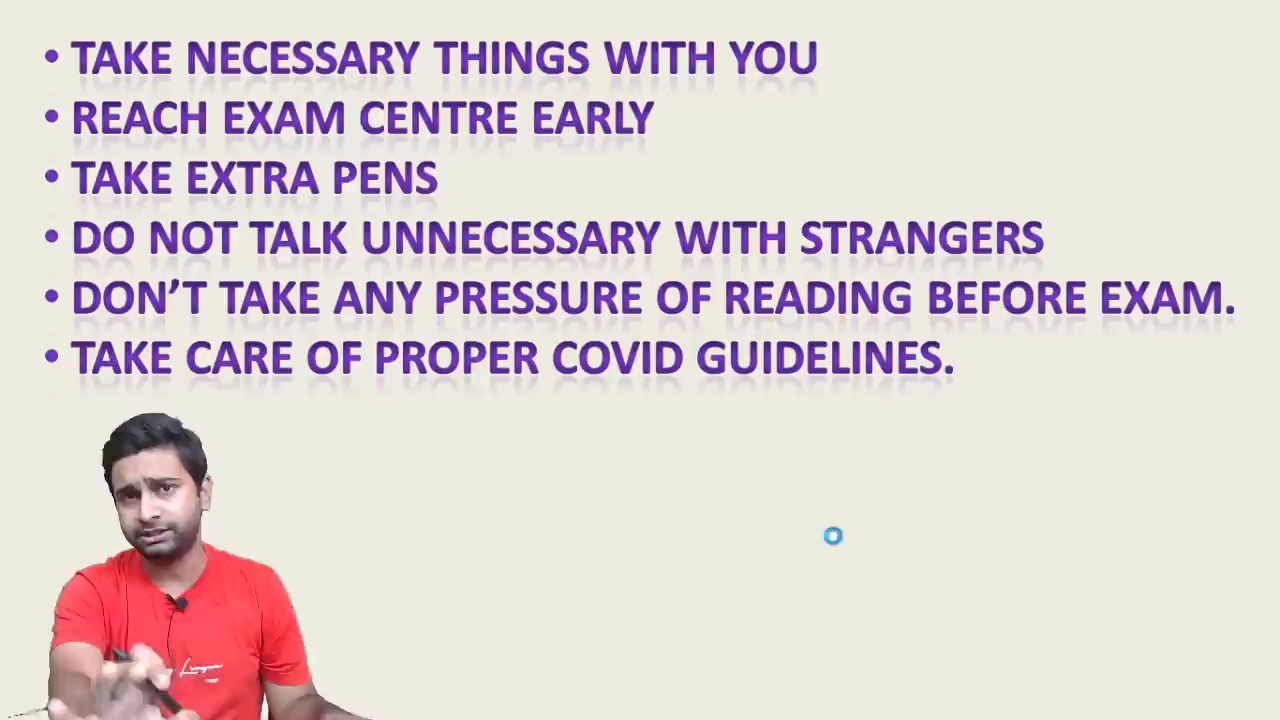 • TAKE NECESSARY THINGS WITH YOU
• REACH EXAM CENTRE EARLY
• TAKE EXTRA PENS
• DO NOT TALK UNNECESSARY WITH STRANGERS
• DON'T TAKE ANY PRESSURE OF READING BEFORE EXAM.
• TAKE CARE OF PROPER COVID GUIDELINES.